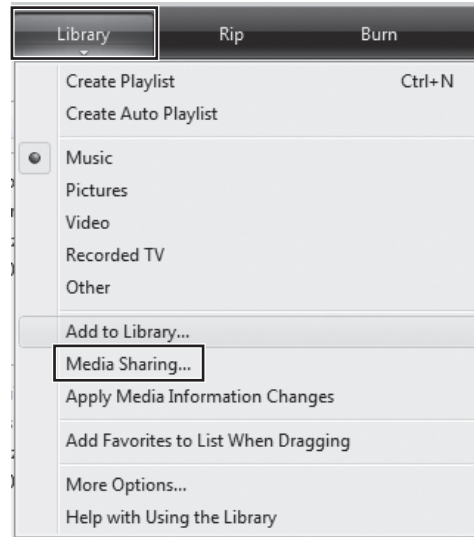 Library Rip Burn
Create Playlist Ctrl+N
Create Auto Playlist
Music
Pictures
Video
Recorded TV
Other
Add to Library...
Media Sharing...
Apply Media Information Changes
Add Favorites to List When Dragging
More Options...
Help with Using the Library